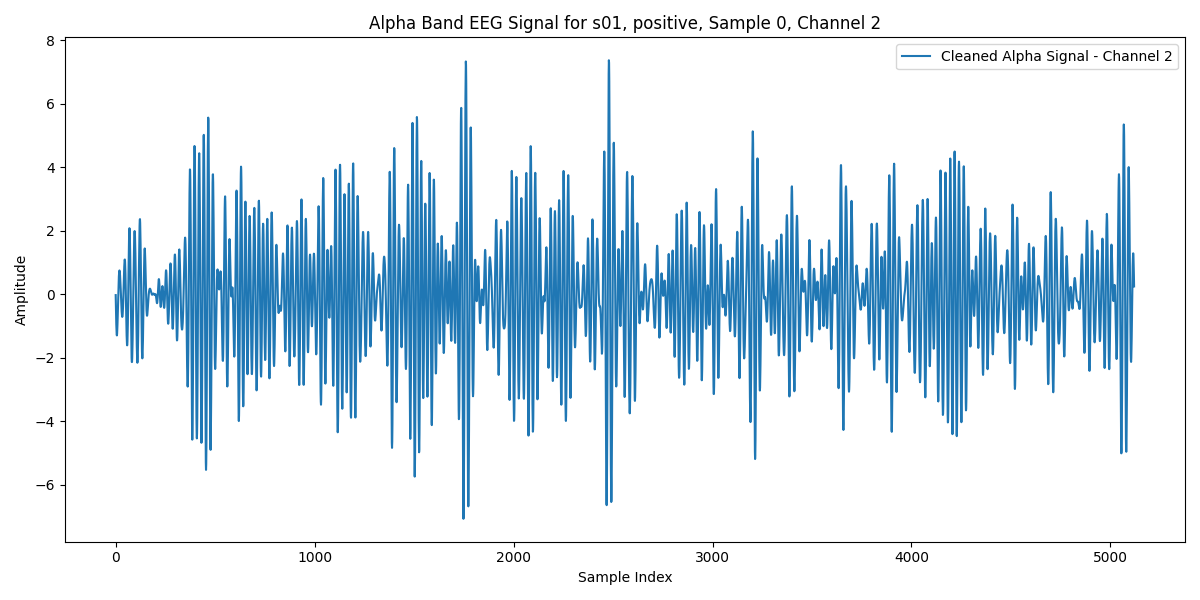 Alpha Band EEG Signal for s01, positive, Sample 0, Channel 2
Cleaned Alpha Signal - Channel 2
8
6
4
2
0
−2
−4
−6
Amplitude
0 1000 2000 3000 4000 5000
Sample Index